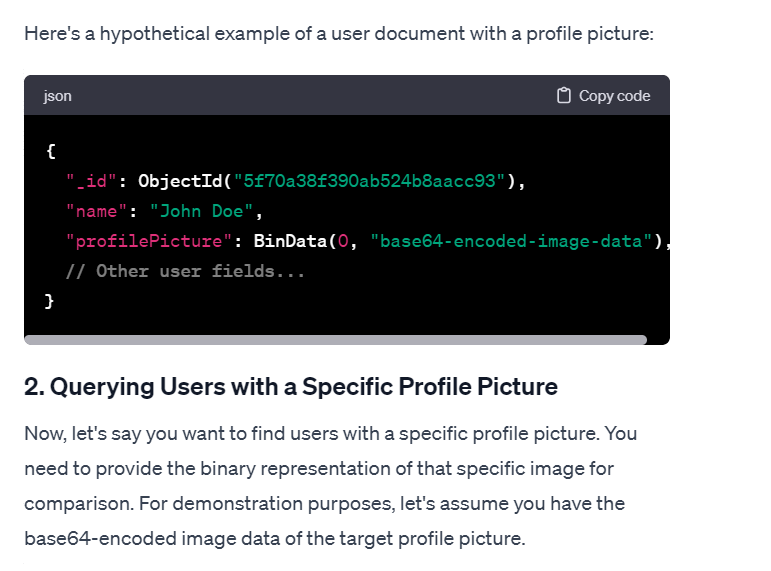 Here's a hypothetical example of a user document with a profile picture:
json
Copy code
{
"_id": ObjectId("5f70a38f390ab524b8aacc93"),
"name": "John Doe",
"profilePicture": BinData(0, "base64-encoded-image-data"),
// Other user fields...
}
2. Querying Users with a Specific Profile Picture
Now, let's say you want to find users with a specific profile picture. You
need to provide the binary representation of that specific image for
comparison. For demonstration purposes, let's assume you have the
base64-encoded image data of the target profile picture.